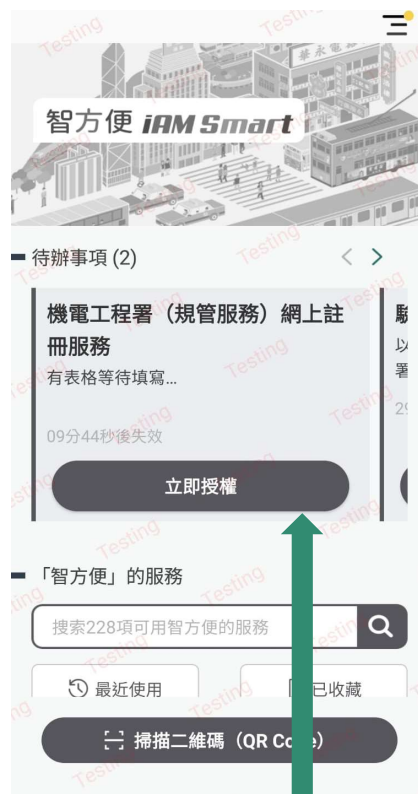 智方便 iAM Smart
待辦事項 (2)
機電工程署（規管服務）網上註
冊服務
有表格等待填寫...
09分44秒後失效
立即授權
「智方便」的服務
搜索228項可用智方便的服務
最近使用
已收藏
掃描二維碼（QR Code）
Testing